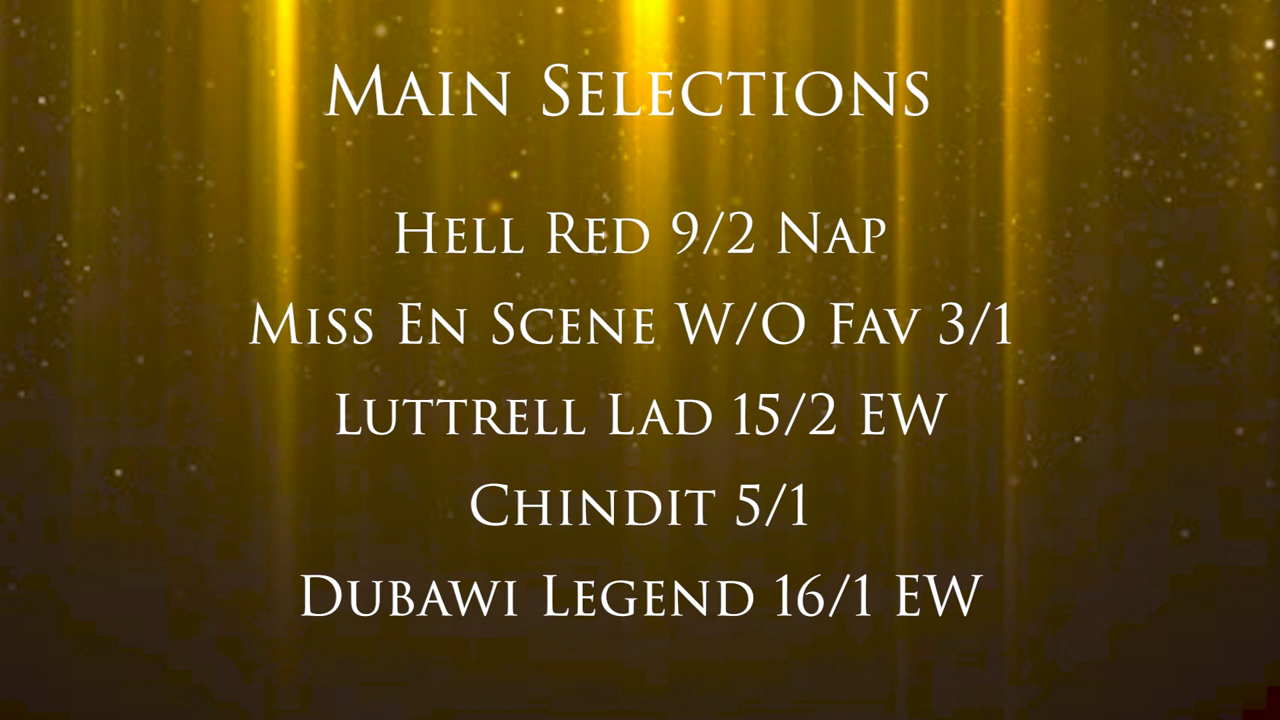 Main Selections
Hell Red 9/2 Nap
Miss En Scene W/O Fav 3/1
Luttrell Lad 15/2 EW
Chindit 5/1
Dubawi Legend 16/1 EW